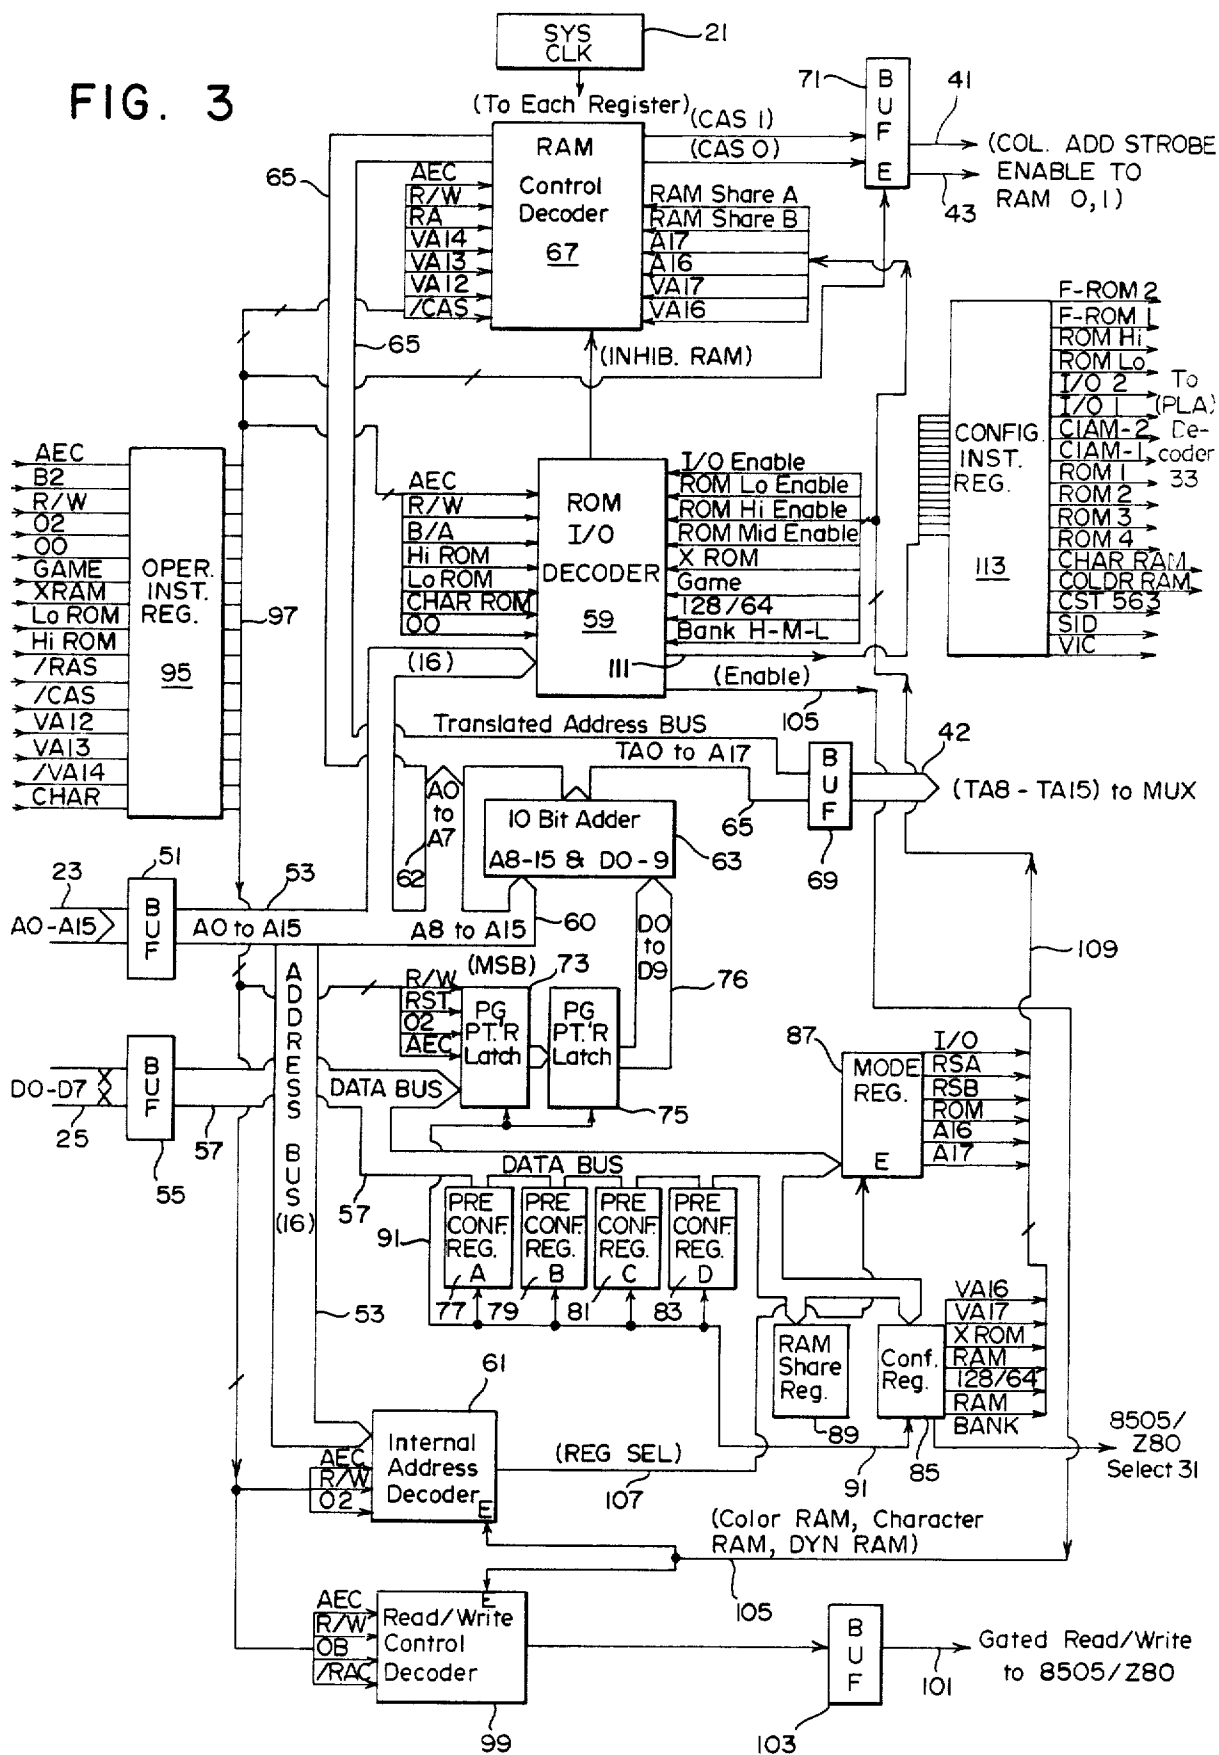 FIG. 3
SYS
CLK
21
(To Each Register)
(CAS 1)
(CAS 0)
71
B
U
F
E
41
(COL. ADD STROBE
ENABLE TO
RAM 0,1)
43
65
RAM
Control
Decoder
67
AEC
R/W
RA
VA14
VA13
VA12
/CAS
RAM Share A
RAM Share B
A17
A16
VA17
VA16
65
(INHIB. RAM)
CONFIG.
INST.
REG.
113
F-ROM 2
F-ROM 1
ROM Hi
ROM Lo
I/O 2
I/O 1
CIAM-2
CIAM-1
ROM 1
ROM 2
ROM 3
ROM 4
CHAR RAM
COLDR RAM
CST 563
SID
VIC
To
(PLA)
De-
coder
33
AEC
B2
R/W
O2
OO
GAME
XRAM
Lo ROM
Hi ROM
/RAS
/CAS
VA12
VA13
/VA14
CHAR
OPER.
INST.
REG.
95
97
AEC
R/W
B/A
Hi ROM
Lo ROM
CHAR ROM
OO
(16)
ROM
I/O
DECODER
59
111
I/O Enable
ROM Lo Enable
ROM Hi Enable
ROM Mid Enable
X ROM
Game
128/64
Bank H-M-L
(Enable)
105
Translated Address BUS
TA0 to A17
65
B
U
F
69
42
(TA8 - TA15) to MUX
A0
to
A7
62
10 Bit Adder
A8-15 & D0-9
63
23
A0-A15
51
B
U
F
53
A0 to A15
A8 to A15
60
D0
to
D9
76
109
ADDRESS BUS
(16)
(MSB)
73
R/W
RST
O2
AEC
PG
PT.'R
Latch
PG
PT.'R
Latch
75
D0-D7
25
B
U
F
55
57
DATA BUS
87
MODE
REG.
E
I/O
RSA
RSB
ROM
A16
A17
DATA BUS
57
91
PRE
CONF.
REG.
A
77
PRE
CONF.
REG.
B
79
PRE
CONF.
REG.
C
81
PRE
CONF.
REG.
D
83
53
RAM
Share
Reg.
89
Conf.
Reg.
85
VA16
VA17
X ROM
RAM
128/64
RAM
BANK
91
8505/
Z80
Select 31
61
Internal
Address
Decoder
E
AEC
R/W
O2
(REG SEL)
107
(Color RAM, Character
RAM, DYN RAM)
105
AEC
R/W
OB
/RAC
E
Read/Write
Control
Decoder
99
B
U
F
103
101
Gated Read/Write
to 8505/Z80